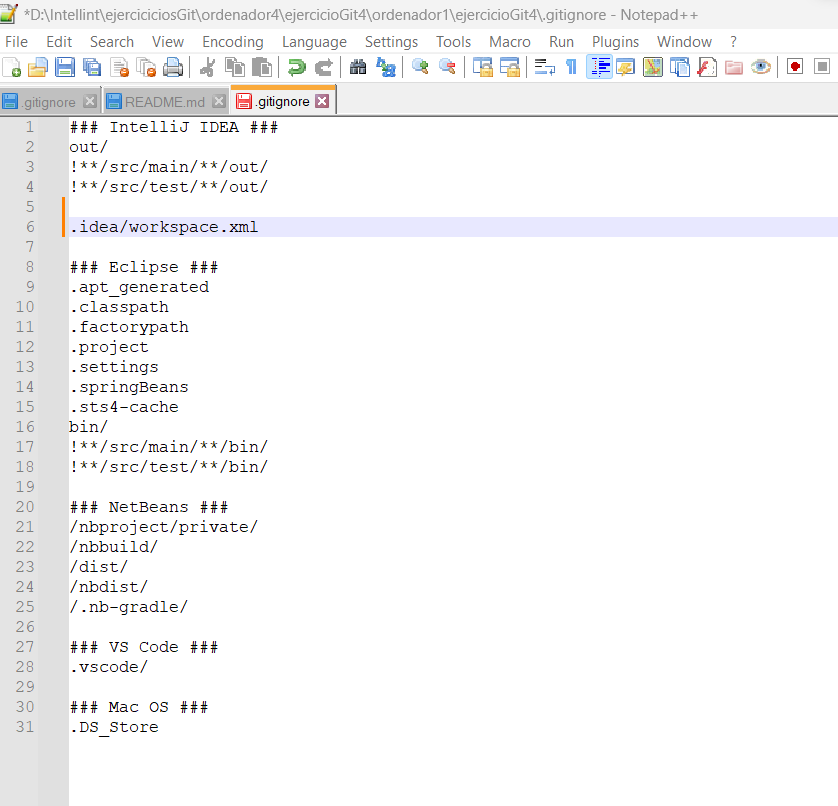 *D:\Intellint\ejerciciciosGit\ordenador4\ejercicioGit4\ordenador1\ejercicioGit4\.gitignore - Notepad++
File Edit Search View Encoding Language Settings Tools Macro Run Plugins Window ?
.gitignore README.md .gitignore
1 ### IntelliJ IDEA ###
2 out/
3 !**/src/main/**/out/
4 !**/src/test/**/out/
5
6 .idea/workspace.xml
7
8 ### Eclipse ###
9 .apt_generated
10 .classpath
11 .factorypath
12 .project
13 .settings
14 .springBeans
15 .sts4-cache
16 bin/
17 !**/src/main/**/bin/
18 !**/src/test/**/bin/
19
20 ### NetBeans ###
21 /nbproject/private/
22 /nbbuild/
23 /dist/
24 /nbdist/
25 /.nb-gradle/
26
27 ### VS Code ###
28 .vscode/
29
30 ### Mac OS ###
31 .DS_Store